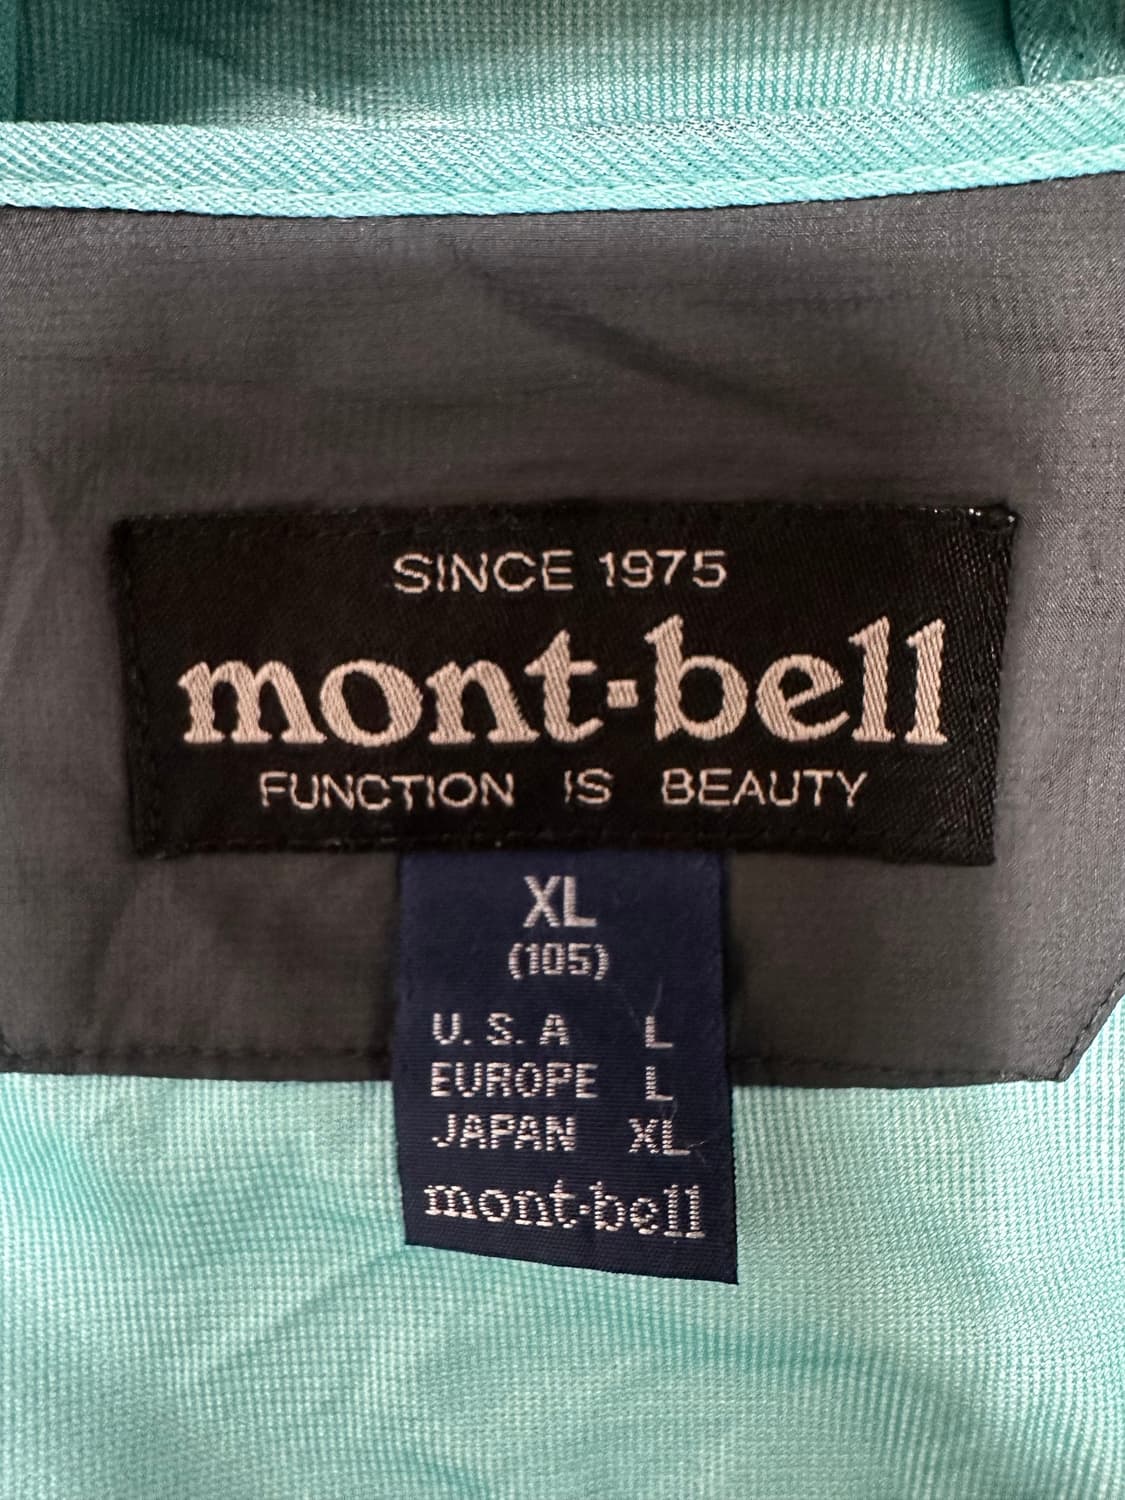 SINCE 1975
mont-bell
FUNCTION IS BEAUTY
XL
(105)
U.S.A L
EUROPE L
JAPAN XL
mont-bell